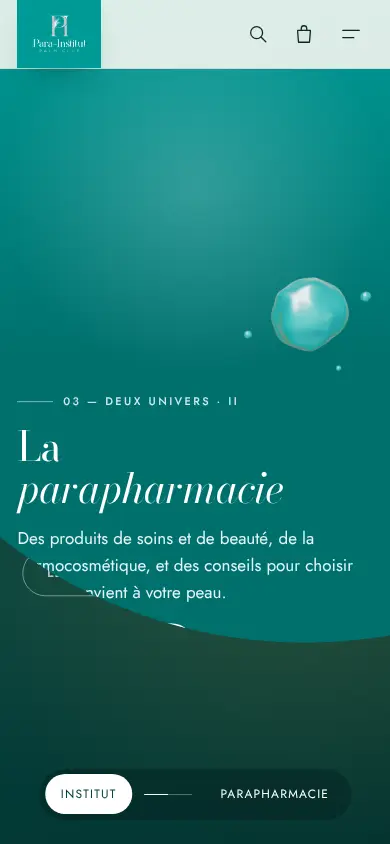 Para-Institut
03 — DEUX UNIVERS · II
La
parapharmacie
Des produits de soins et de beauté, de la
mocosmétique, et des conseils pour choisir
vient à votre peau.
INSTITUT
PARAPHARMACIE